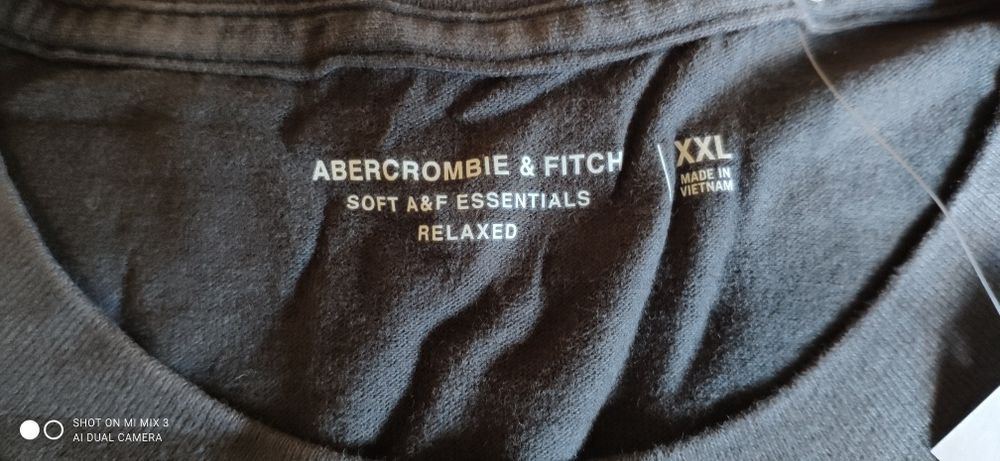 ABERCROMBIE & FITCH
SOFT A&F ESSENTIALS
RELAXED
XXL
MADE IN
VIETNAM
SHOT ON MI MIX 3
AI DUAL CAMERA